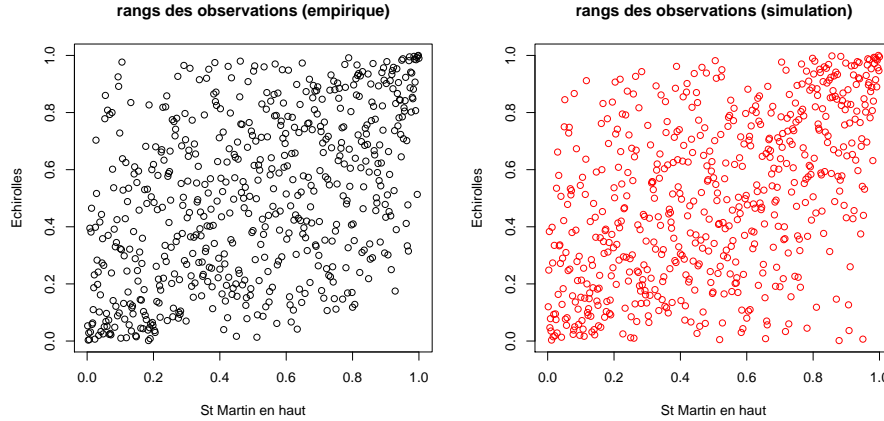 rangs des observations (empirique)
Echirolles
1.0
0.8
0.6
0.4
0.2
0.0
0.0 0.2 0.4 0.6 0.8 1.0
St Martin en haut
rangs des observations (simulation)
Echirolles
1.0
0.8
0.6
0.4
0.2
0.0
0.0 0.2 0.4 0.6 0.8 1.0
St Martin en haut